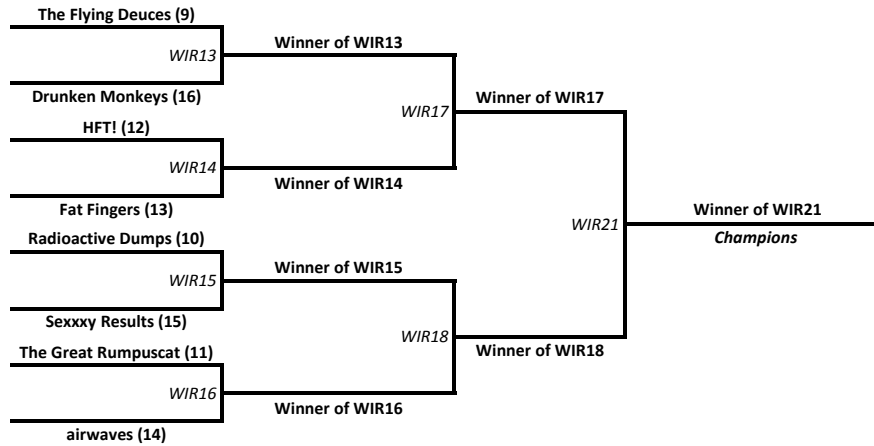 The Flying Deuces (9)
WIR13
Winner of WIR13
Drunken Monkeys (16)
WIR17
Winner of WIR17
HFT! (12)
WIR14
Winner of WIR14
Fat Fingers (13)
WIR21
Winner of WIR21
Champions
Radioactive Dumps (10)
WIR15
Winner of WIR15
Sexxxy Results (15)
WIR18
Winner of WIR18
The Great Rumpuscat (11)
WIR16
Winner of WIR16
airwaves (14)